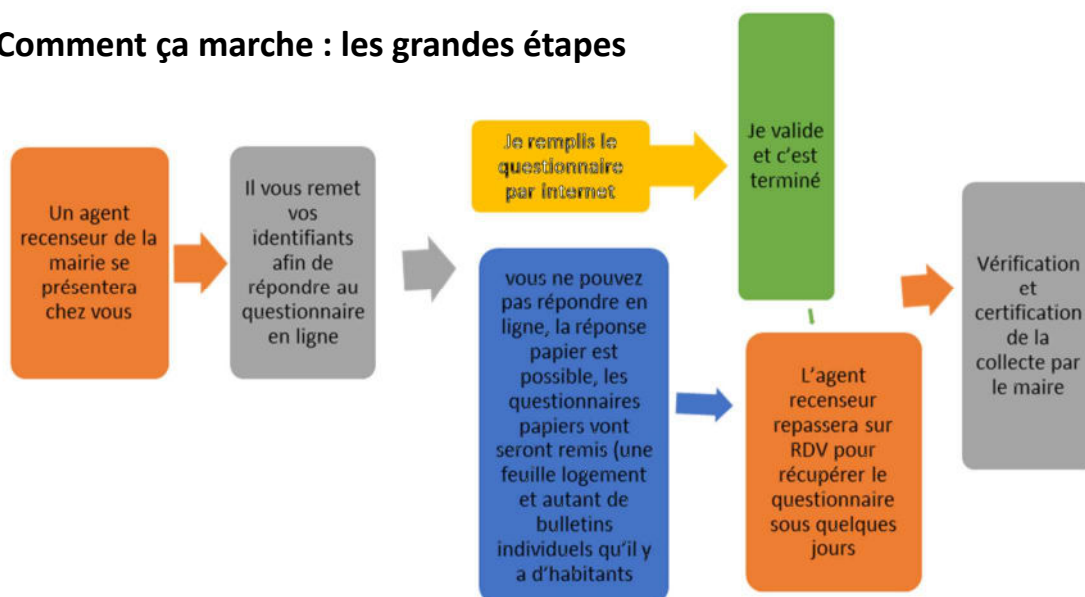 Comment ça marche : les grandes étapes
Un agent
recenseur de la
mairie se
présentera
chez vous
Il vous remet
vos
identifiants
afin de
répondre au
questionnaire
en ligne
Je remplis le
questionnaire
par internet
Je valide
et c'est
terminé
vous ne pouvez
pas répondre en
ligne, la réponse
papier est
possible, les
questionnaires
papiers vont
seront remis (une
feuille logement
et autant de
bulletins
individuels qu'il y
a d'habitants
L'agent
recenseur
repassera sur
RDV pour
récupérer le
questionnaire
sous quelques
jours
Vérification
et
certification
de la
collecte par
le maire